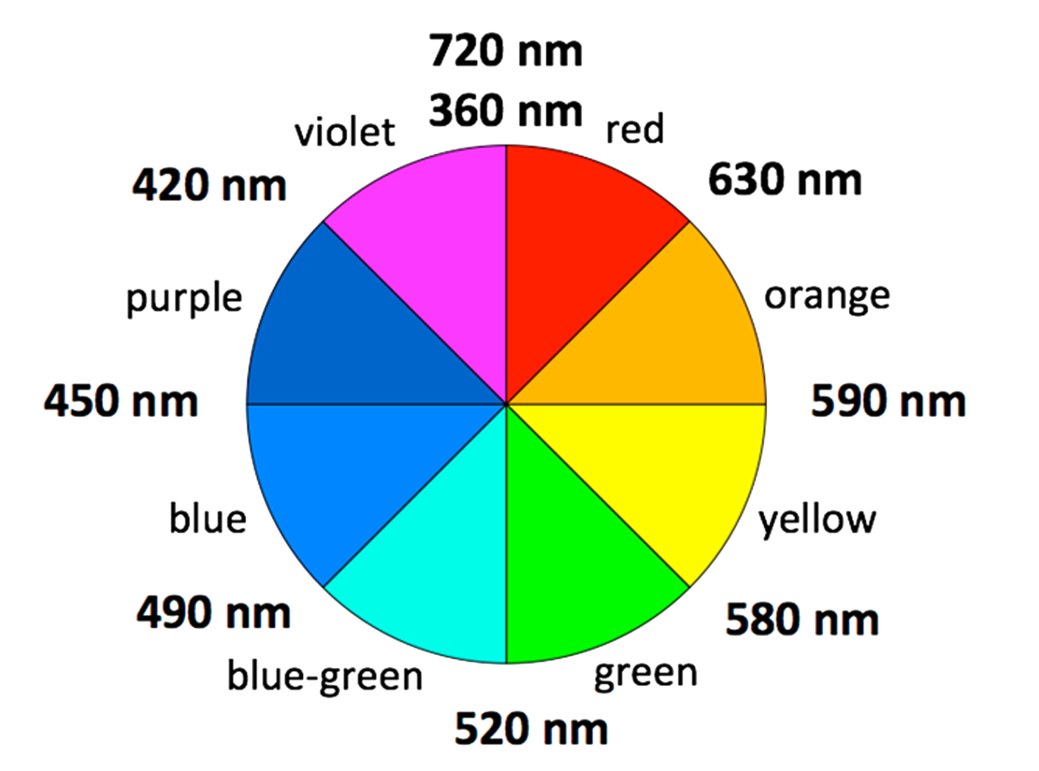 720 nm
360 nm
violet
red
420 nm
630 nm
purple
orange
450 nm
590 nm
blue
yellow
490 nm
580 nm
blue-green
green
520 nm